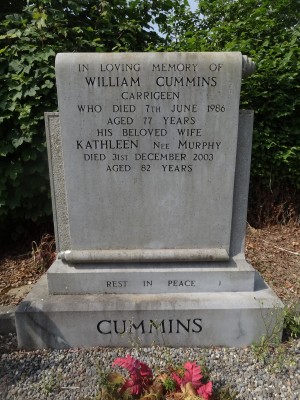 IN LOVING MEMORY OF
WILLIAM CUMMINS
CARRIGEEN
WHO DIED 7TH JUNE 1986
AGED 77 YEARS
HIS BELOVED WIFE
KATHLEEN NEE MURPHY
DIED 31ST DECEMBER 2003
AGED 82 YEARS
REST IN PEACE
CUMMINS